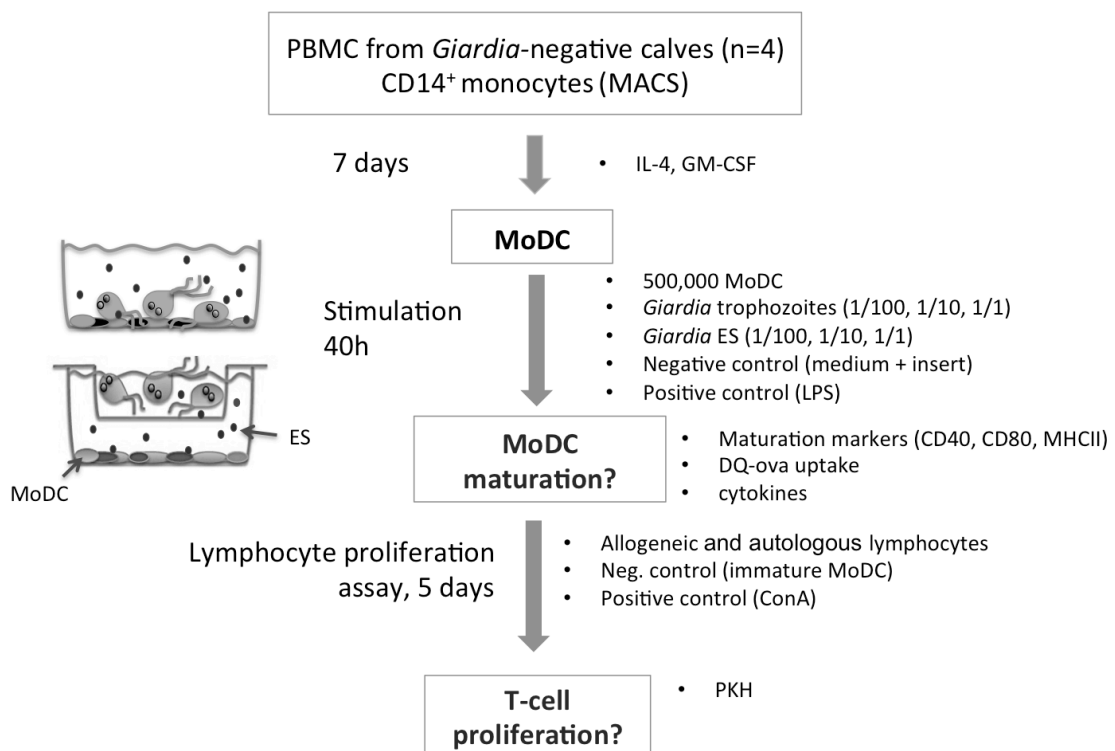 PBMC from Giardia-negative calves (n=4)
CD14⁺ monocytes (MACS)
7 days
• IL-4, GM-CSF
MoDC
Stimulation
40h
• 500,000 MoDC
• Giardia trophozoites (1/100, 1/10, 1/1)
• Giardia ES (1/100, 1/10, 1/1)
• Negative control (medium + insert)
• Positive control (LPS)
ES
MoDC
MoDC
maturation?
• Maturation markers (CD40, CD80, MHCII)
• DQ-ova uptake
• cytokines
Lymphocyte proliferation
assay, 5 days
• Allogeneic and autologous lymphocytes
• Neg. control (immature MoDC)
• Positive control (ConA)
T-cell
proliferation?
• PKH